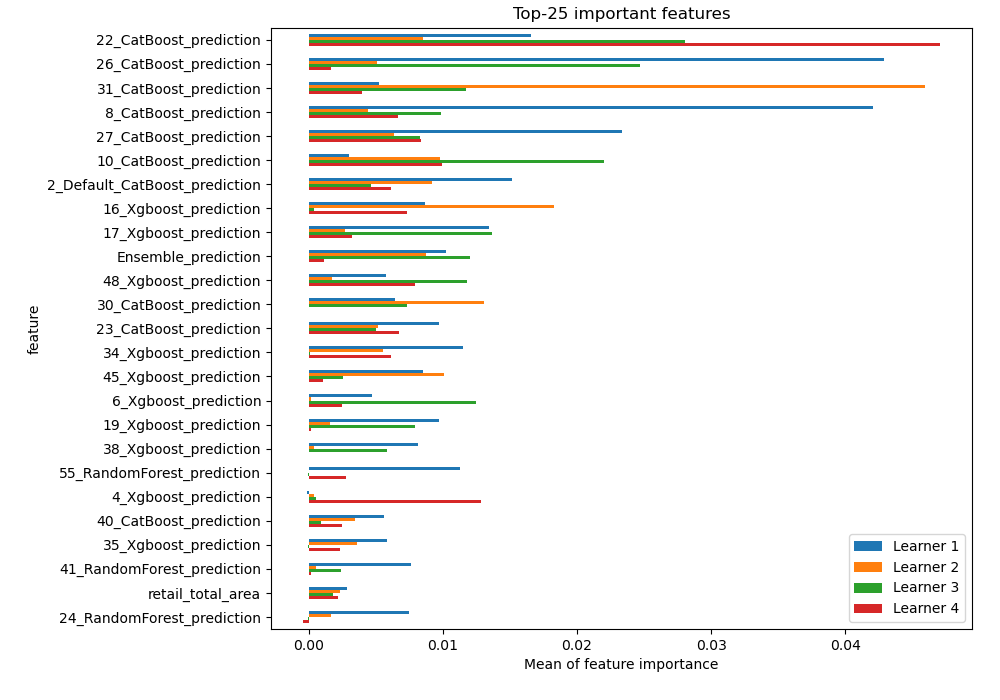 Top-25 important features
22_CatBoost_prediction
26_CatBoost_prediction
31_CatBoost_prediction
8_CatBoost_prediction
27_CatBoost_prediction
10_CatBoost_prediction
2_Default_CatBoost_prediction
16_Xgboost_prediction
17_Xgboost_prediction
Ensemble_prediction
48_Xgboost_prediction
30_CatBoost_prediction
23_CatBoost_prediction
34_Xgboost_prediction
45_Xgboost_prediction
6_Xgboost_prediction
19_Xgboost_prediction
38_Xgboost_prediction
55_RandomForest_prediction
4_Xgboost_prediction
40_CatBoost_prediction
35_Xgboost_prediction
41_RandomForest_prediction
retail_total_area
24_RandomForest_prediction
feature
Learner 1
Learner 2
Learner 3
Learner 4
0.00 0.01 0.02 0.03 0.04
Mean of feature importance